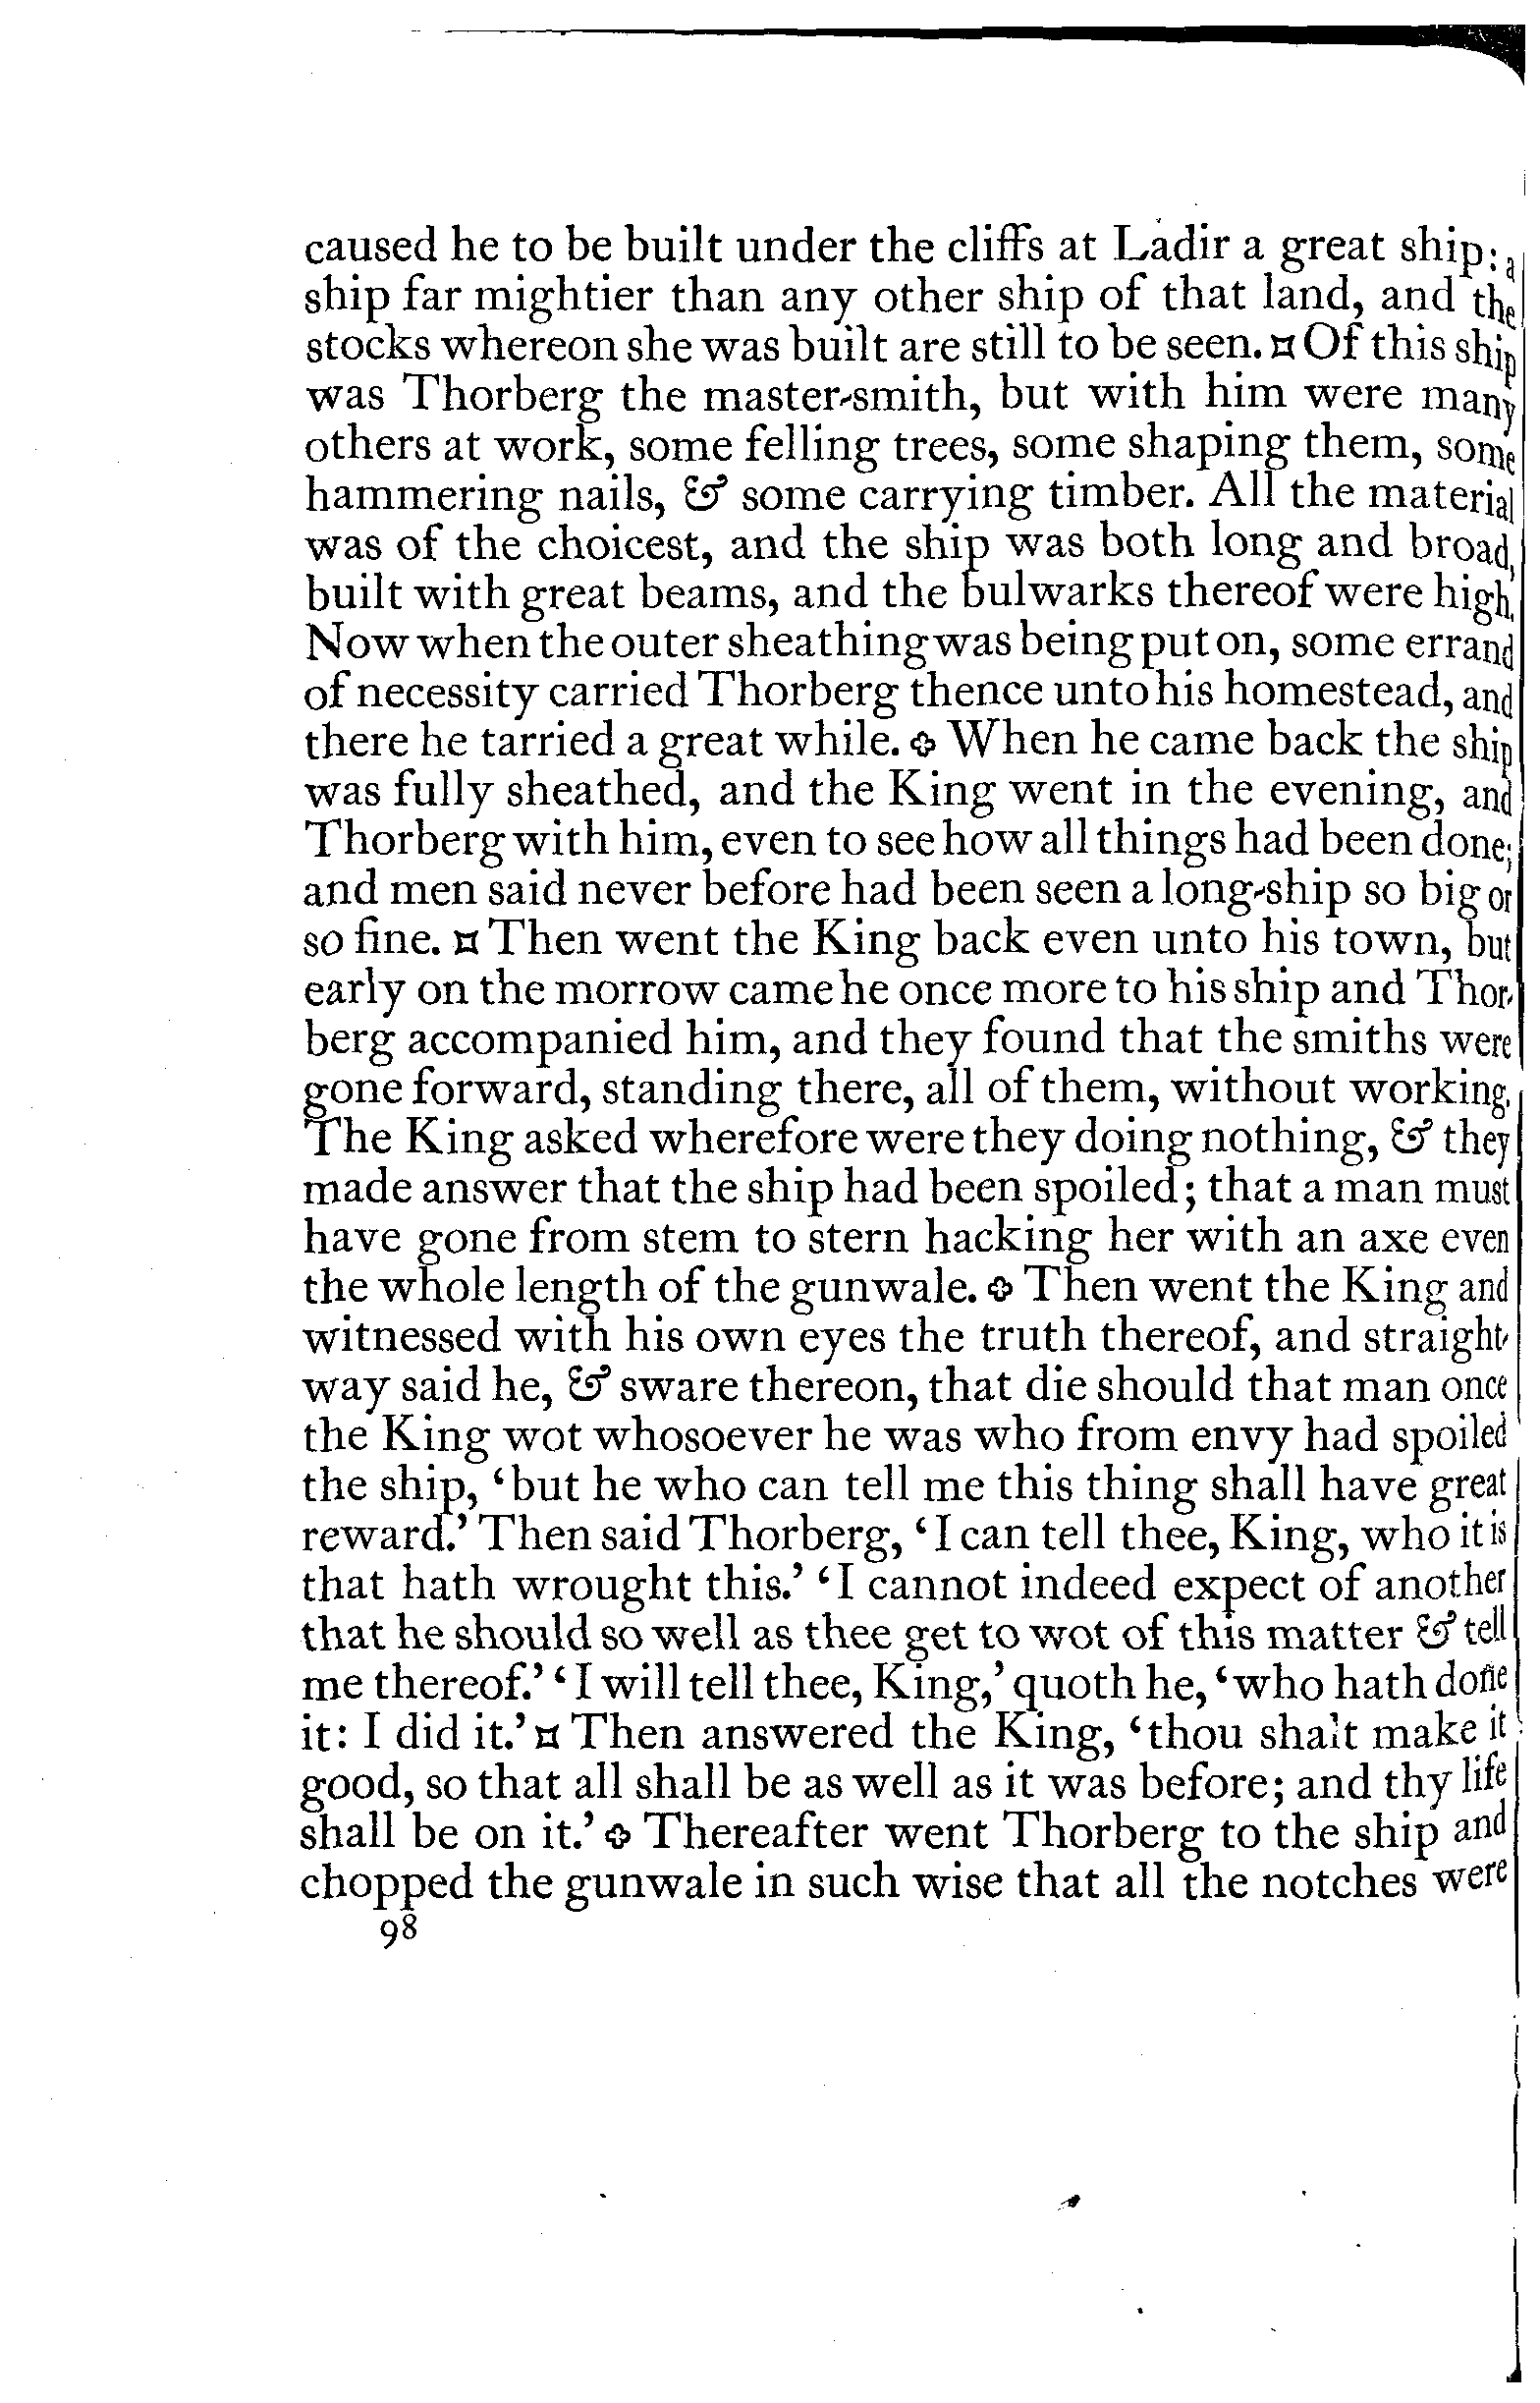 caused he to be built under the cliffs at Ladir a great ship: a
ship far mightier than any other ship of that land, and the
stocks whereon she was built are still to be seen. ¤ Of this ship
was Thorberg the master-smith, but with him were many
others at work, some felling trees, some shaping them, some
hammering nails, & some carrying timber. All the material
was of the choicest, and the ship was both long and broad,
built with great beams, and the bulwarks thereof were high.
Now when the outer sheathing was being put on, some errand
of necessity carried Thorberg thence unto his homestead, and
there he tarried a great while. ✥ When he came back the ship
was fully sheathed, and the King went in the evening, and
Thorberg with him, even to see how all things had been done;
and men said never before had been seen a long-ship so big or
so fine. ¤ Then went the King back even unto his town, but
early on the morrow came he once more to his ship and Thor-
berg accompanied him, and they found that the smiths were
gone forward, standing there, all of them, without working.
The King asked wherefore were they doing nothing, & they
made answer that the ship had been spoiled; that a man must
have gone from stem to stern hacking her with an axe even
the whole length of the gunwale. ✥ Then went the King and
witnessed with his own eyes the truth thereof, and straight-
way said he, & sware thereon, that die should that man once
the King wot whosoever he was who from envy had spoiled
the ship, ‘but he who can tell me this thing shall have great
reward.’ Then said Thorberg, ‘I can tell thee, King, who it is
that hath wrought this.’ ‘I cannot indeed expect of another
that he should so well as thee get to wot of this matter & tell
me thereof.’ ‘I will tell thee, King,’ quoth he, ‘who hath done
it: I did it.’ ¤ Then answered the King, ‘thou shalt make it
good, so that all shall be as well as it was before; and thy life
shall be on it.’ ✥ Thereafter went Thorberg to the ship and
chopped the gunwale in such wise that all the notches were
98